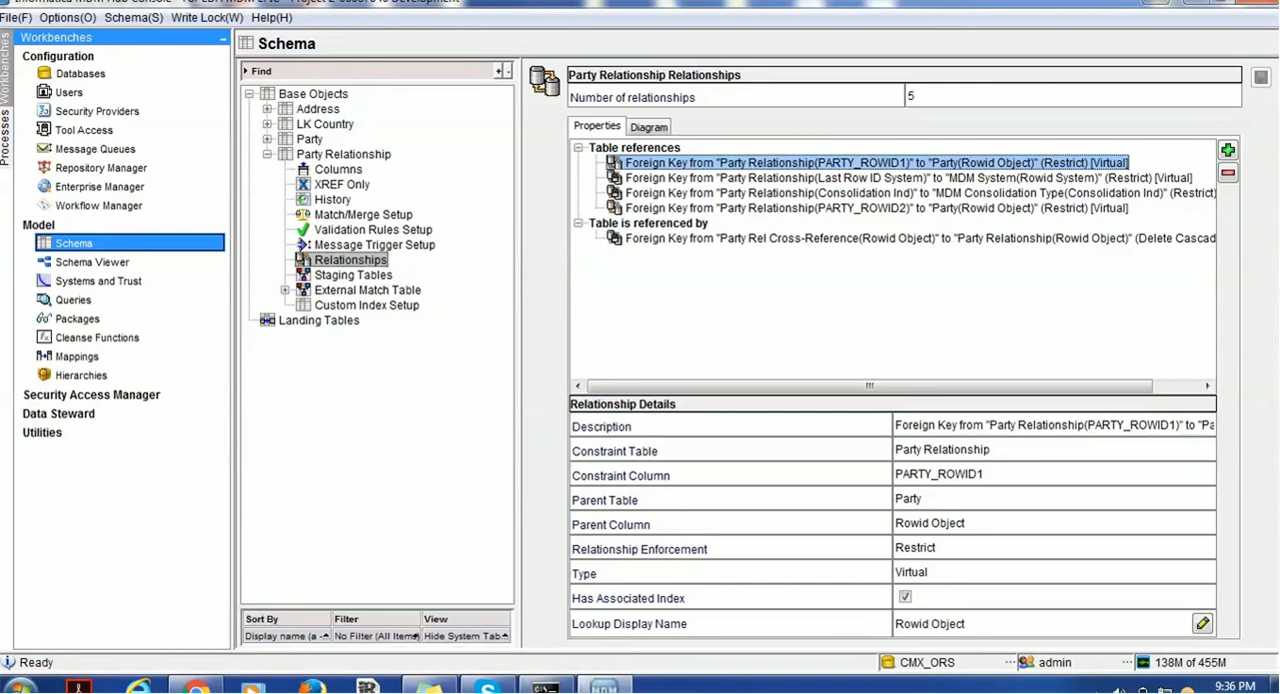 File(F) Options(O) Schema(S) Write Lock(W) Help(H)
Processes
Workbenches
Workbenches
Configuration
Databases
Users
Security Providers
Tool Access
Message Queues
Repository Manager
Enterprise Manager
Workflow Manager
Model
Schema
Schema Viewer
Systems and Trust
Queries
Packages
Cleanse Functions
Mappings
Hierarchies
Security Access Manager
Data Steward
Utilities
Schema
Find
Base Objects
Address
LK Country
Party
Party Relationship
Columns
XREF Only
History
Match/Merge Setup
Validation Rules Setup
Message Trigger Setup
Relationships
Staging Tables
External Match Table
Custom Index Setup
Landing Tables
Sort By Filter View
Display name (a - No Filter (All Items) Hide System Tab..
Party Relationship Relationships
Number of relationships 5
Properties Diagram
Table references
Foreign Key from "Party Relationship(PARTY_ROWID1)" to "Party(Rowid Object)" (Restrict) [Virtual]
Foreign Key from "Party Relationship(Last Row ID System)" to "MDM System(Rowid System)" (Restrict) [Virtual]
Foreign Key from "Party Relationship(Consolidation Ind)" to "MDM Consolidation Type(Consolidation Ind)" (Restrict)
Foreign Key from "Party Relationship(PARTY_ROWID2)" to "Party(Rowid Object)" (Restrict) [Virtual]
Table is referenced by
Foreign Key from "Party Rel Cross-Reference(Rowid Object)" to "Party Relationship(Rowid Object)" (Delete Cascad
Relationship Details
Description Foreign Key from "Party Relationship(PARTY_ROWID1)" to "Pa
Constraint Table Party Relationship
Constraint Column PARTY_ROWID1
Parent Table Party
Parent Column Rowid Object
Relationship Enforcement Restrict
Type Virtual
Has Associated Index
Lookup Display Name Rowid Object
Ready CMX_ORS admin 138M of 455M
9:36 PM